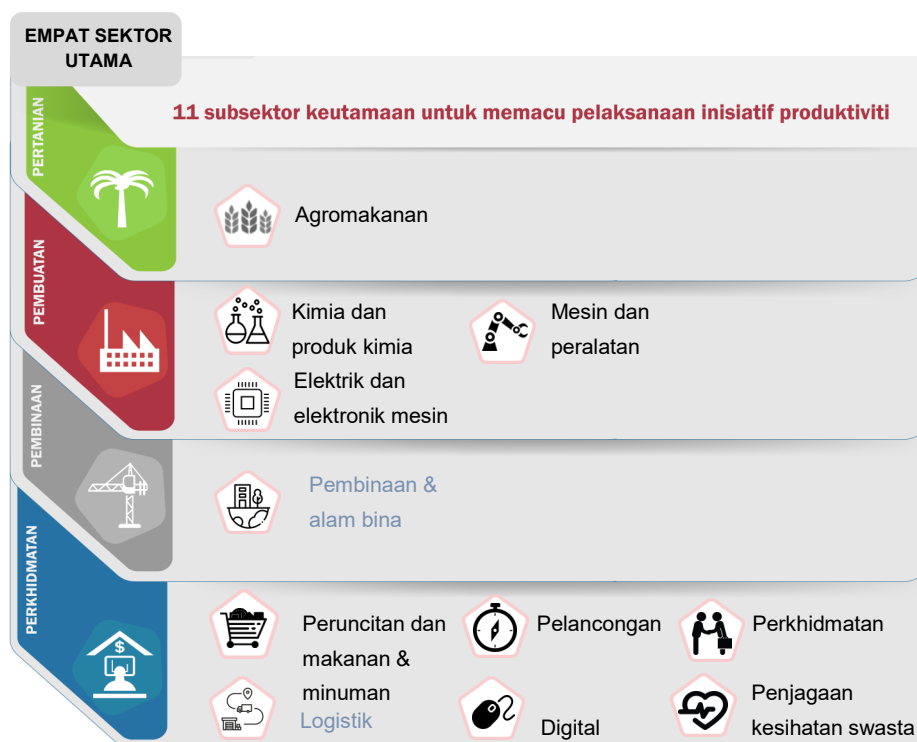 EMPAT SEKTOR
UTAMA
11 subsektor keutamaan untuk memacu pelaksanaan inisiatif produktiviti
PERTANIAN
Agromakanan
PEMBUATAN
Kimia dan
produk kimia
Mesin dan
peralatan
Elektrik dan
elektronik mesin
PEMBINAAN
Pembinaan &
alam bina
PERKHIDMATAN
$
Peruncitan dan
makanan &
minuman
Pelancongan
Perkhidmatan
Logistik
Digital
Penjagaan
kesihatan swasta